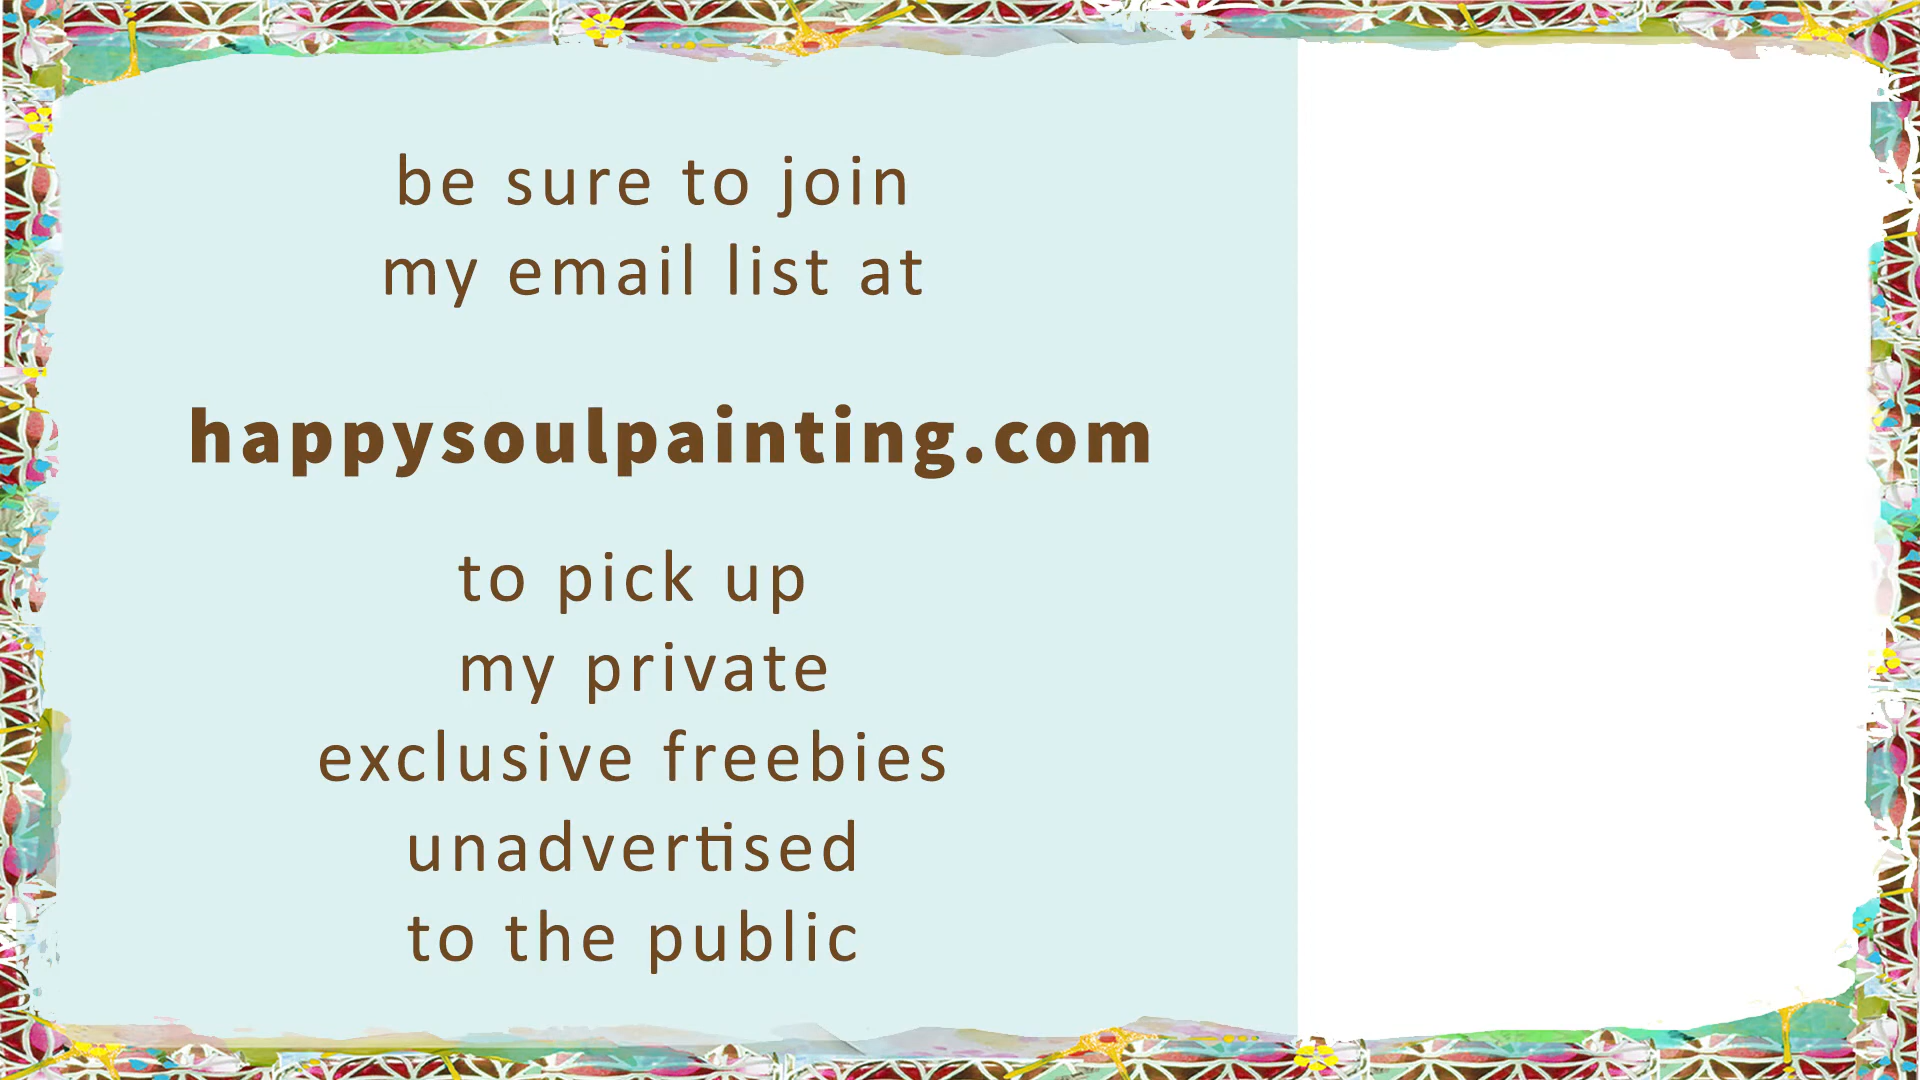 be sure to join
my email list at
happysoulpainting.com
to pick up
my private
exclusive freebies
unadvertised
to the public